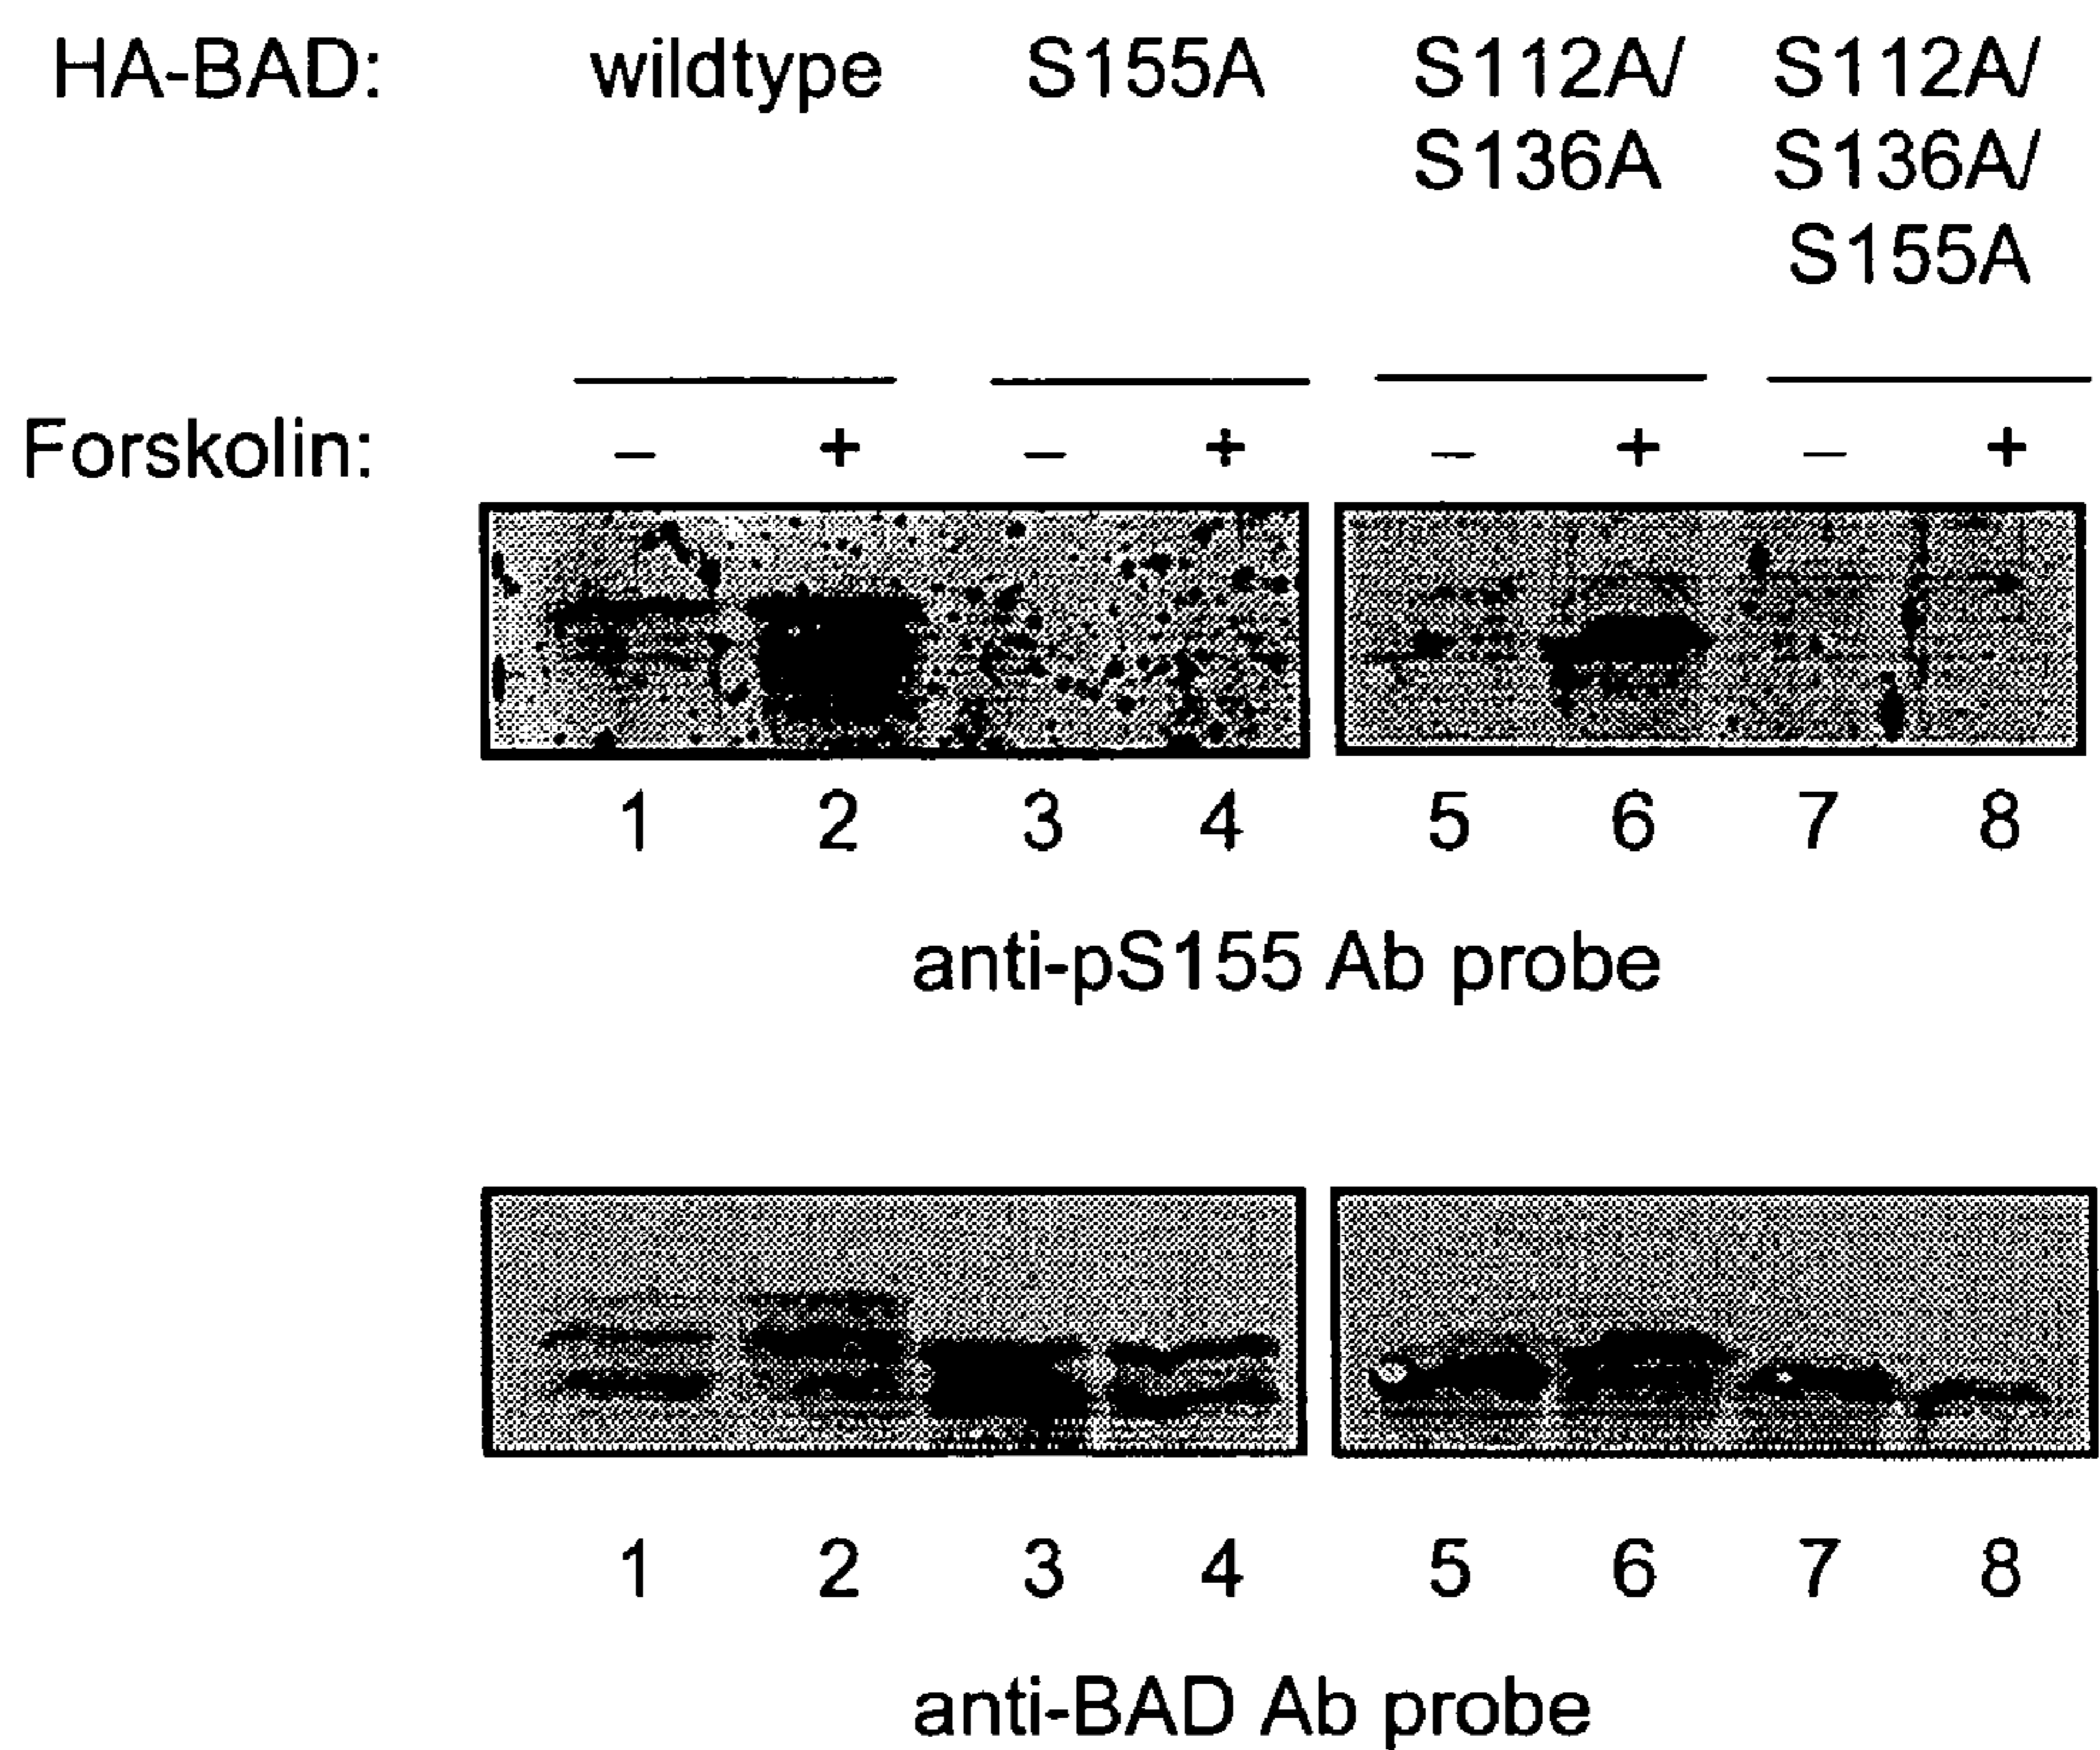 HA-BAD: wildtype S155A S112A/ S112A/
S136A S136A/
S155A
Forskolin: – + – + – + – +
1 2 3 4 5 6 7 8
anti-pS155 Ab probe
1 2 3 4 5 6 7 8
anti-BAD Ab probe